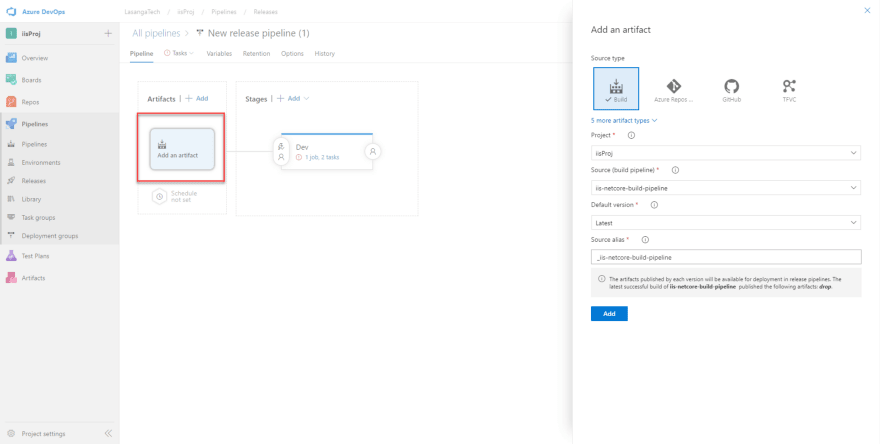 Azure DevOps
LasangaTech / iisProj / Pipelines / Releases
iisProj
Overview
Boards
Repos
Pipelines
Pipelines
Environments
Releases
Library
Task groups
Deployment groups
Test Plans
Artifacts
Project settings
All pipelines > New release pipeline (1)
Pipeline Tasks Variables Retention Options History
Artifacts | + Add
Stages | + Add
Add an artifact
Schedule
not set
Dev
1 job, 2 tasks
Add an artifact
Source type
Build
Azure Repos ...
GitHub
TFVC
5 more artifact types
Project *
iisProj
Source (build pipeline) *
iis-netcore-build-pipeline
Default version *
Latest
Source alias *
_iis-netcore-build-pipeline
The artifacts published by each version will be available for deployment in release pipelines. The
latest successful build of iis-netcore-build-pipeline published the following artifacts: drop.
Add